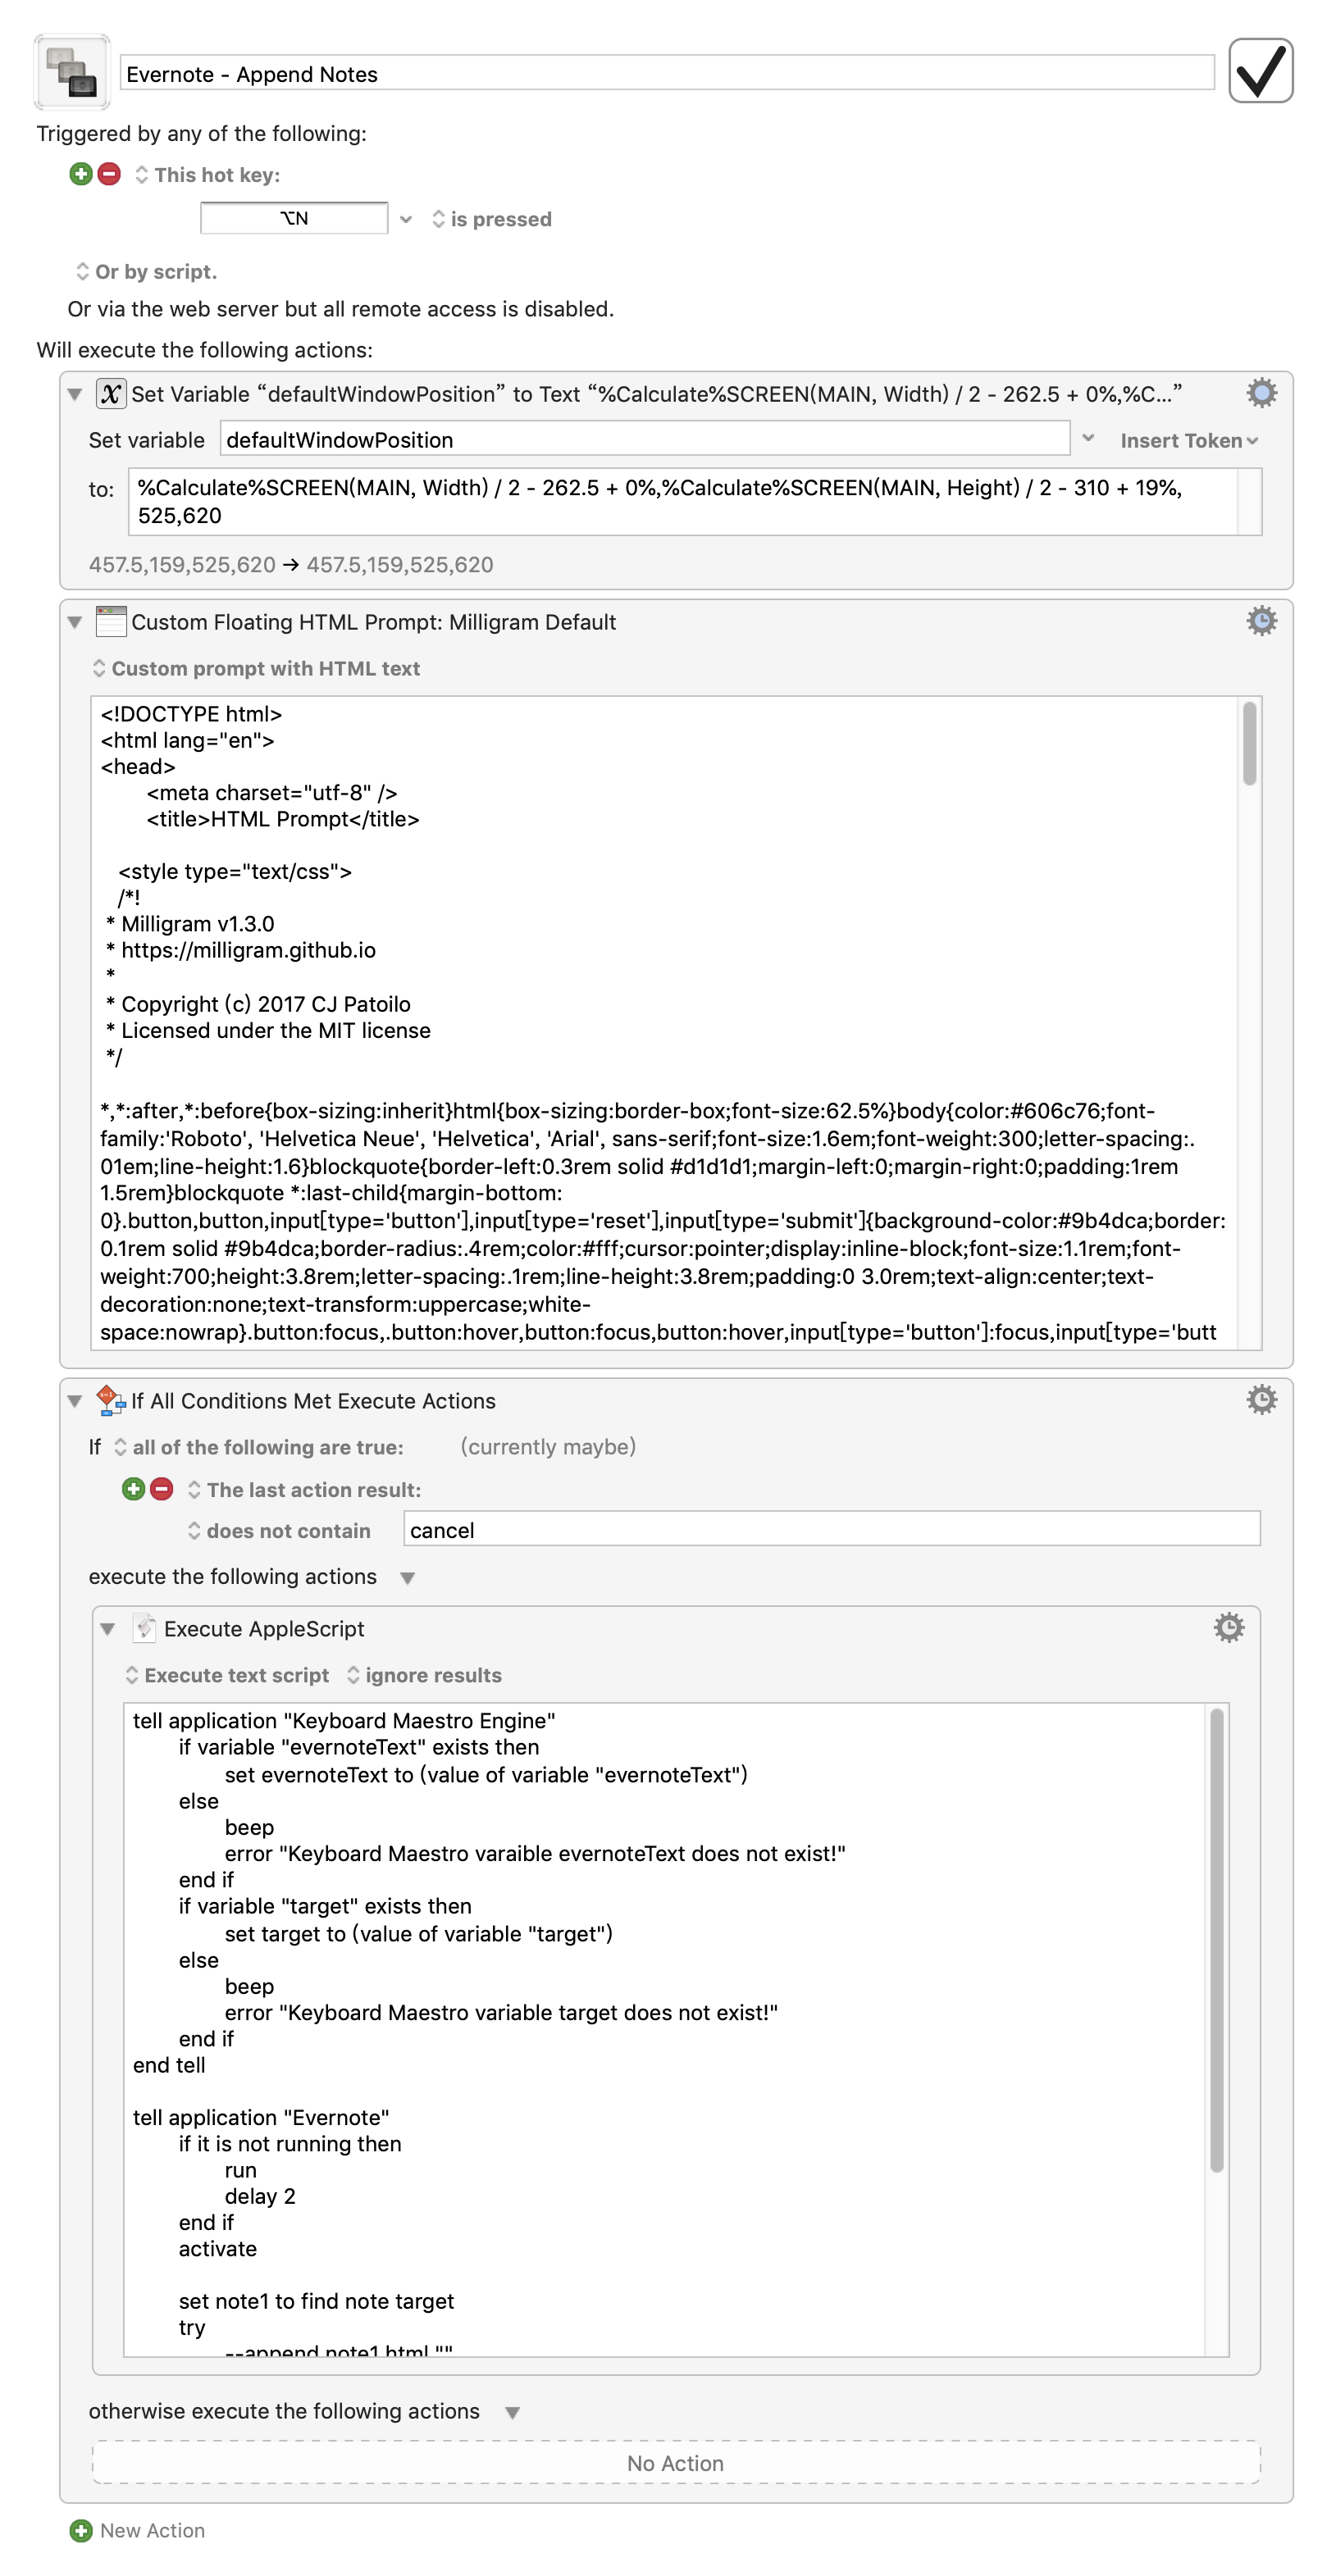 Evernote - Append Notes
Triggered by any of the following:
This hot key:
⌥N
is pressed
Or by script.
Or via the web server but all remote access is disabled.
Will execute the following actions:
Set Variable “defaultWindowPosition” to Text “%Calculate%SCREEN(MAIN, Width) / 2 - 262.5 + 0%,%C...”
Set variable defaultWindowPosition Insert Token
to: %Calculate%SCREEN(MAIN, Width) / 2 - 262.5 + 0%,%Calculate%SCREEN(MAIN, Height) / 2 - 310 + 19%,
525,620
457.5,159,525,620 → 457.5,159,525,620
Custom Floating HTML Prompt: Milligram Default
Custom prompt with HTML text
<!DOCTYPE html>
<html lang="en">
<head>
<meta charset="utf-8" />
<title>HTML Prompt</title>
<style type="text/css">
/*!
* Milligram v1.3.0
* https://milligram.github.io
*
* Copyright (c) 2017 CJ Patoilo
* Licensed under the MIT license
*/
*,*:after,*:before{box-sizing:inherit}html{box-sizing:border-box;font-size:62.5%}body{color:#606c76;font-
family:'Roboto', 'Helvetica Neue', 'Helvetica', 'Arial', sans-serif;font-size:1.6em;font-weight:300;letter-spacing:.
01em;line-height:1.6}blockquote{border-left:0.3rem solid #d1d1d1;margin-left:0;margin-right:0;padding:1rem
1.5rem}blockquote *:last-child{margin-bottom:
0}.button,button,input[type='button'],input[type='reset'],input[type='submit']{background-color:#9b4dca;border:
0.1rem solid #9b4dca;border-radius:.4rem;color:#fff;cursor:pointer;display:inline-block;font-size:1.1rem;font-
weight:700;height:3.8rem;letter-spacing:.1rem;line-height:3.8rem;padding:0 3.0rem;text-align:center;text-
decoration:none;text-transform:uppercase;white-
space:nowrap}.button:focus,.button:hover,button:focus,button:hover,input[type='button']:focus,input[type='butt
If All Conditions Met Execute Actions
If all of the following are true: (currently maybe)
The last action result:
does not contain cancel
execute the following actions
Execute AppleScript
Execute text script ignore results
tell application "Keyboard Maestro Engine"
if variable "evernoteText" exists then
set evernoteText to (value of variable "evernoteText")
else
beep
error "Keyboard Maestro varaible evernoteText does not exist!"
end if
if variable "target" exists then
set target to (value of variable "target")
else
beep
error "Keyboard Maestro variable target does not exist!"
end if
end tell
tell application "Evernote"
if it is not running then
run
delay 2
end if
activate
set note1 to find note target
try
--append note1 html ""
otherwise execute the following actions
No Action
New Action